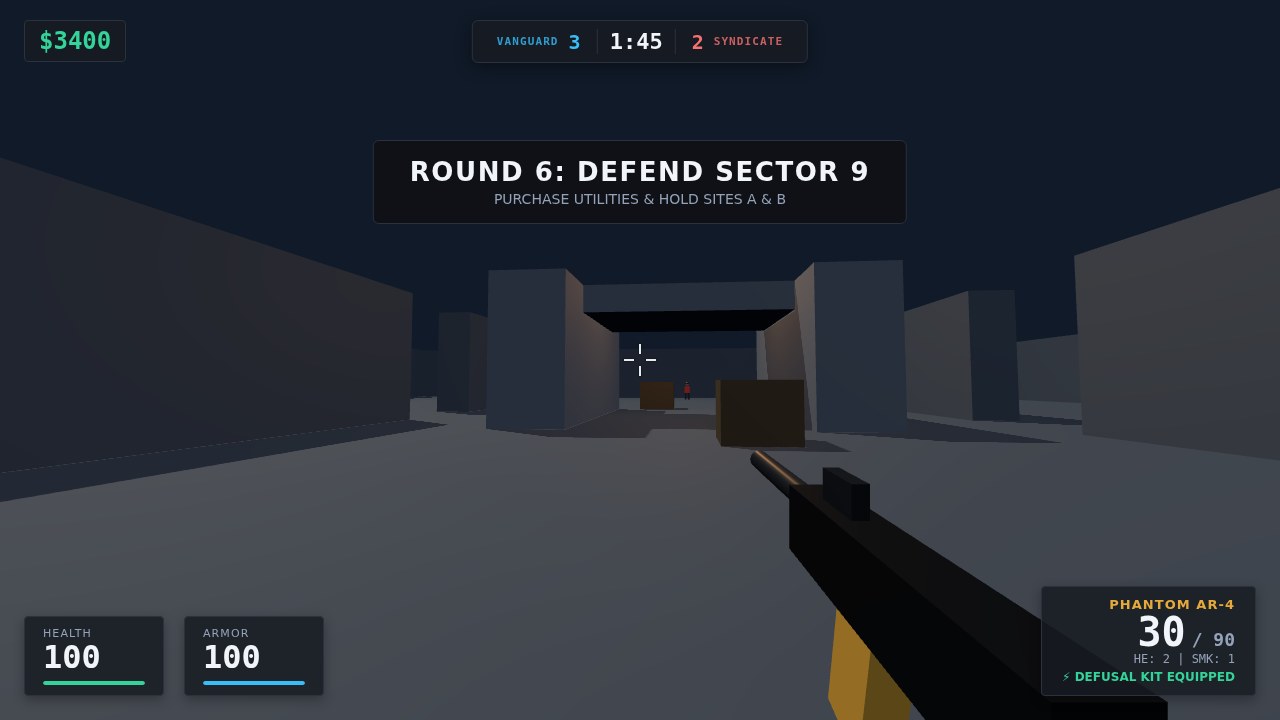 $3400
VANGUARD 3 1:45 2 SYNDICATE
ROUND 6: DEFEND SECTOR 9
PURCHASE UTILITIES & HOLD SITES A & B
HEALTH
100
ARMOR
100
PHANTOM AR-4
30 / 90
HE: 2 | SMK: 1
⚡ DEFUSAL KIT EQUIPPED